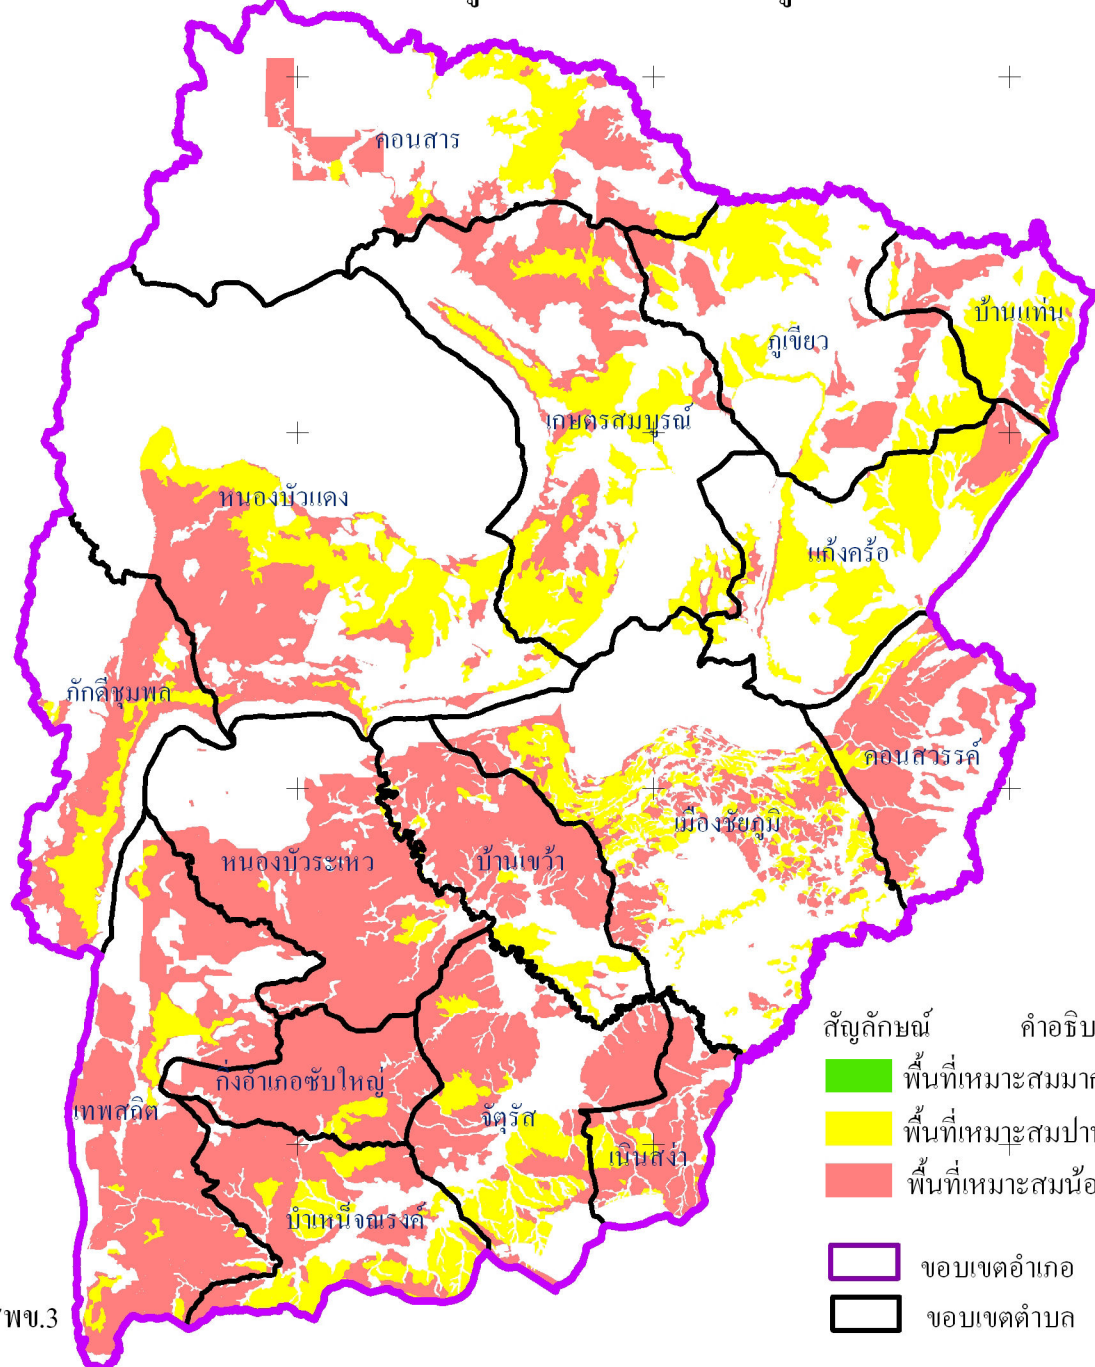 คอนสาร
บ้านแท่น
ภูเขียว
เกษตรสมบูรณ์
หนองบัวแดง
แก้งคร้อ
ภักดีชุมพล
คอนสวรรค์
เมืองชัยภูมิ
หนองบัวระเหว
บ้านเขว้า
สัญลักษณ์ คำอธิบ
พื้นที่เหมาะสมมาก
กิ่งอำเภอซับใหญ่
เทพสถิต
จัตุรัส
พื้นที่เหมาะสมปาน
เนินสง่า
พื้นที่เหมาะสมน้อ
บำเหน็จณรงค์
ขอบเขตอำเภอ
พข.3
ขอบเขตตำบล